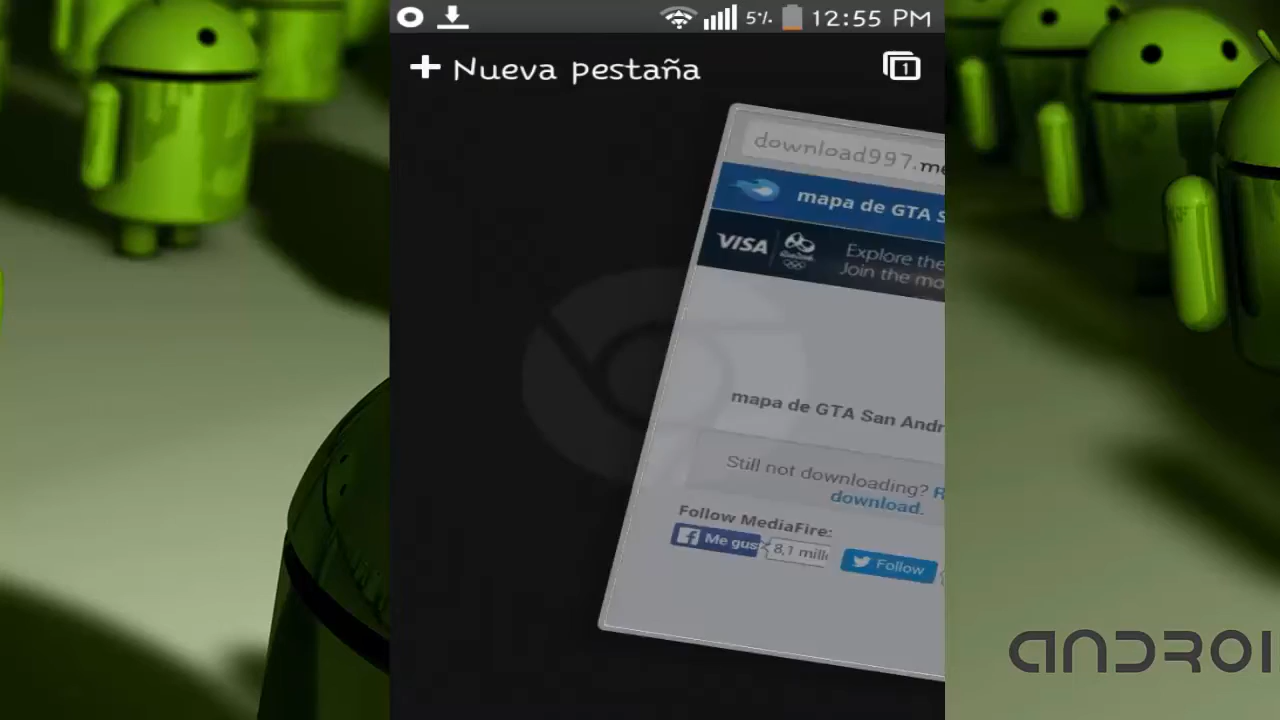 5% 12:55 PM
+ Nueva pestaña
1
download997.me
mapa de GTA S
VISA
Explore the
Join the mo
mapa de GTA San Andr
Still not downloading? R
download.
Follow MediaFire:
f Me gus
8,1 mill
Follow
ANDROI